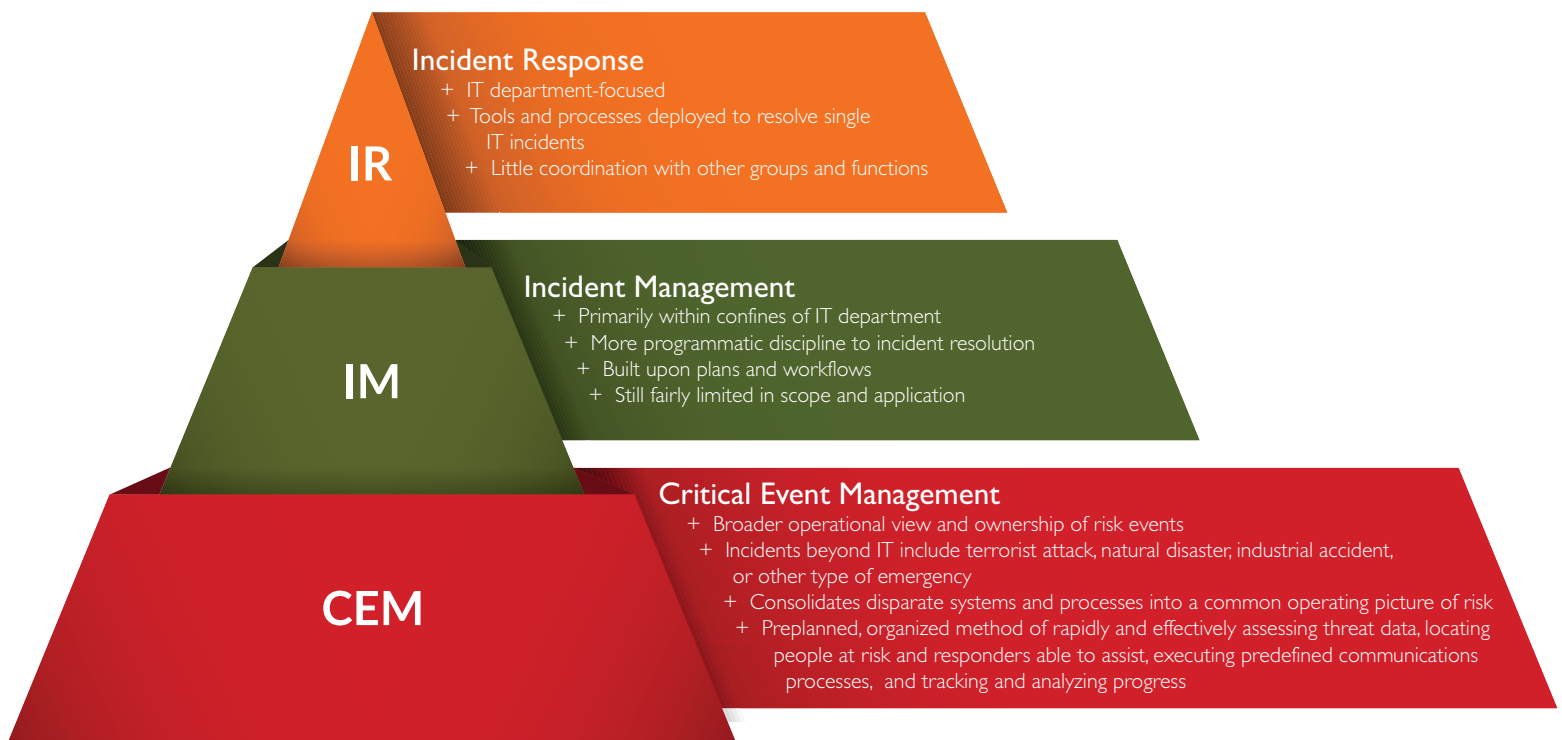 IR
Incident Response
+ IT department-focused
+ Tools and processes deployed to resolve single
IT incidents
+ Little coordination with other groups and functions
IM
Incident Management
+ Primarily within confines of IT department
+ More programmatic discipline to incident resolution
+ Built upon plans and workflows
+ Still fairly limited in scope and application
CEM
Critical Event Management
+ Broader operational view and ownership of risk events
+ Incidents beyond IT include terrorist attack, natural disaster, industrial accident,
or other type of emergency
+ Consolidates disparate systems and processes into a common operating picture of risk
+ Preplanned, organized method of rapidly and effectively assessing threat data, locating
people at risk and responders able to assist, executing predefined communications
processes, and tracking and analyzing progress